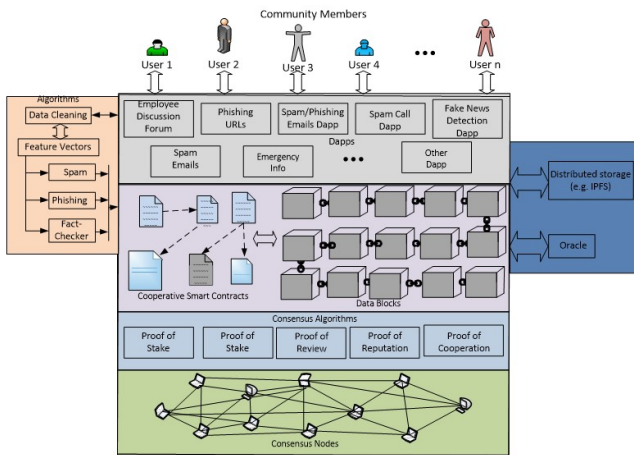 Community Members
User 1
User 2
User 3
User 4
User n
Algorithms
Data Cleaning
Feature Vectors
Spam
Phishing
Fact-
Checker
Employee
Discussion
Forum
Phishing
URLs
Spam/Phishing
Emails Dapp
Spam Call
Dapp
Fake News
Detection
Dapp
Dapps
Spam
Emails
Emergency
Info
Other
Dapp
Distributed storage
(e.g. IPFS)
Oracle
Cooperative Smart Contracts
Data Blocks
Consensus Algorithms
Proof of
Stake
Proof of
Stake
Proof of
Review
Proof of
Reputation
Proof of
Cooperation
Consensus Nodes